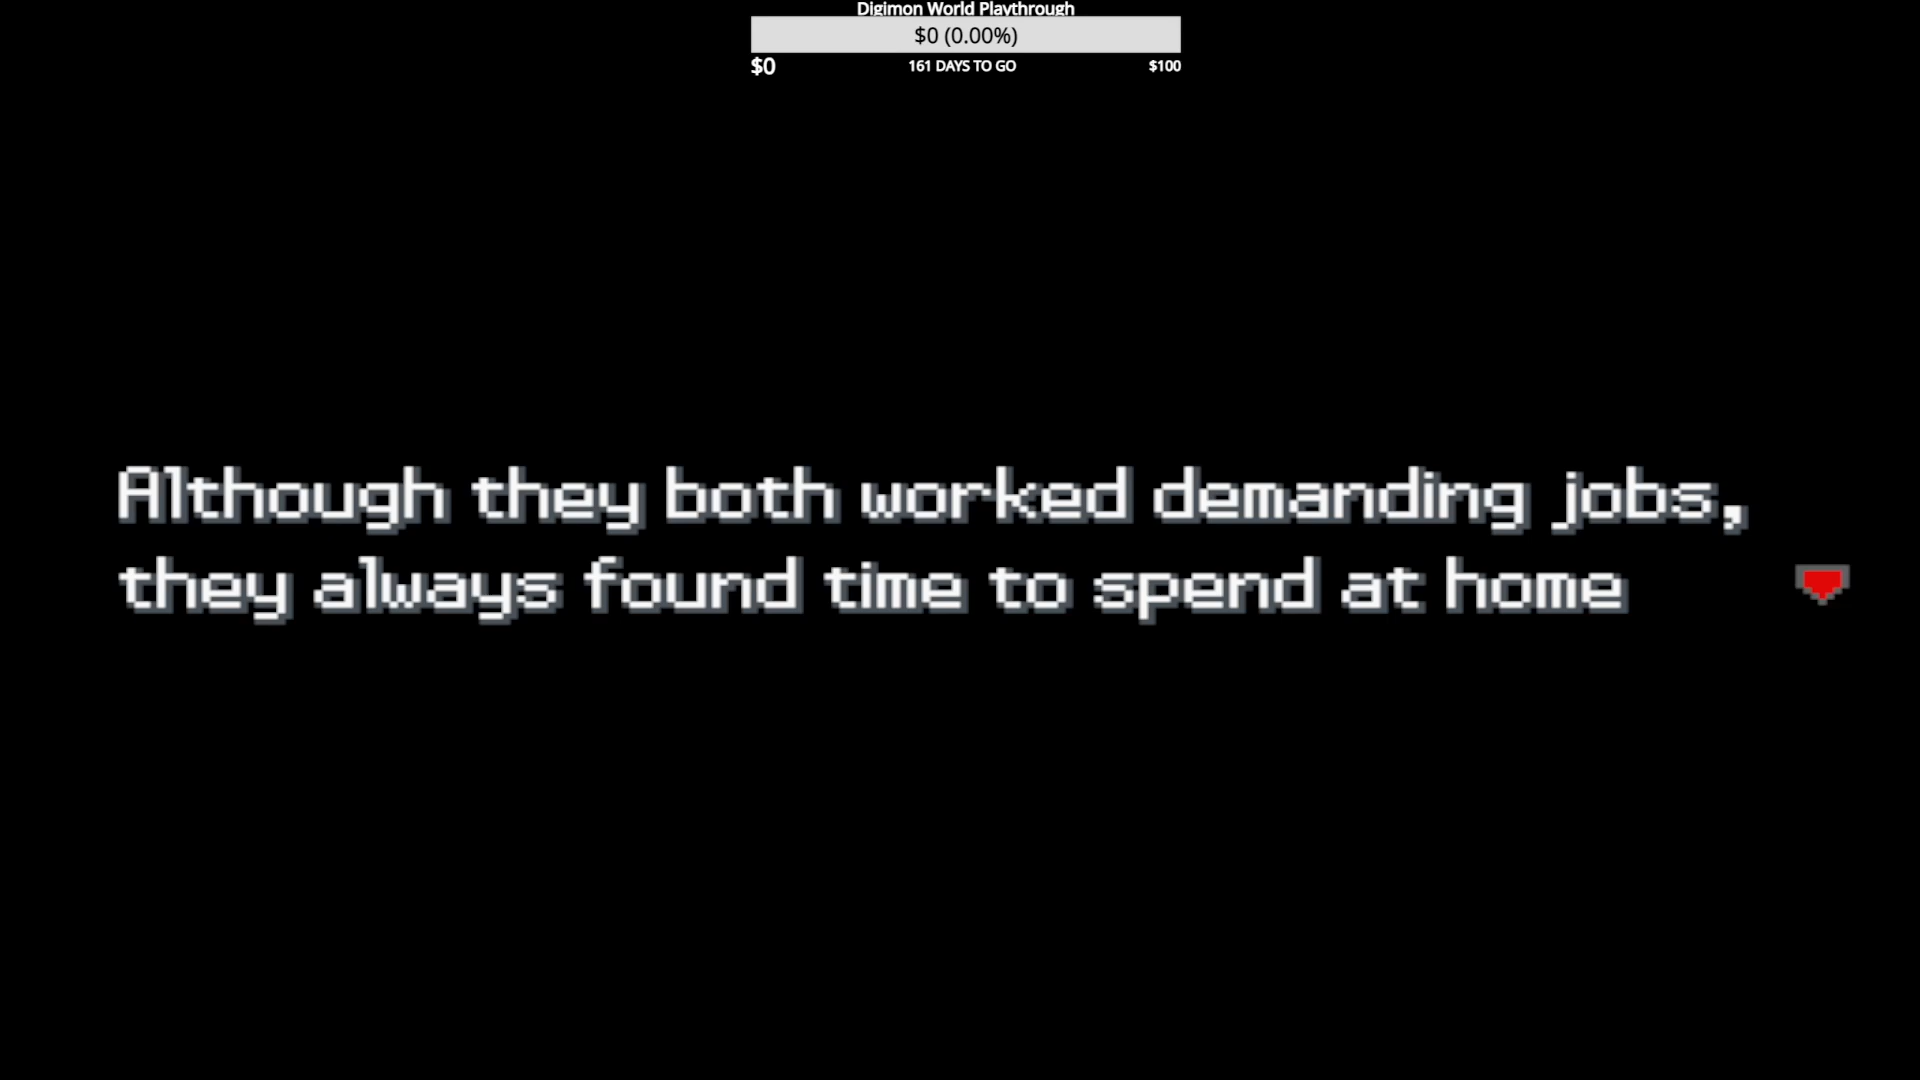 Digimon World Playthrough
$0 (0.00%)
$0 161 DAYS TO GO $100
Although they both worked demanding jobs,
they always found time to spend at home